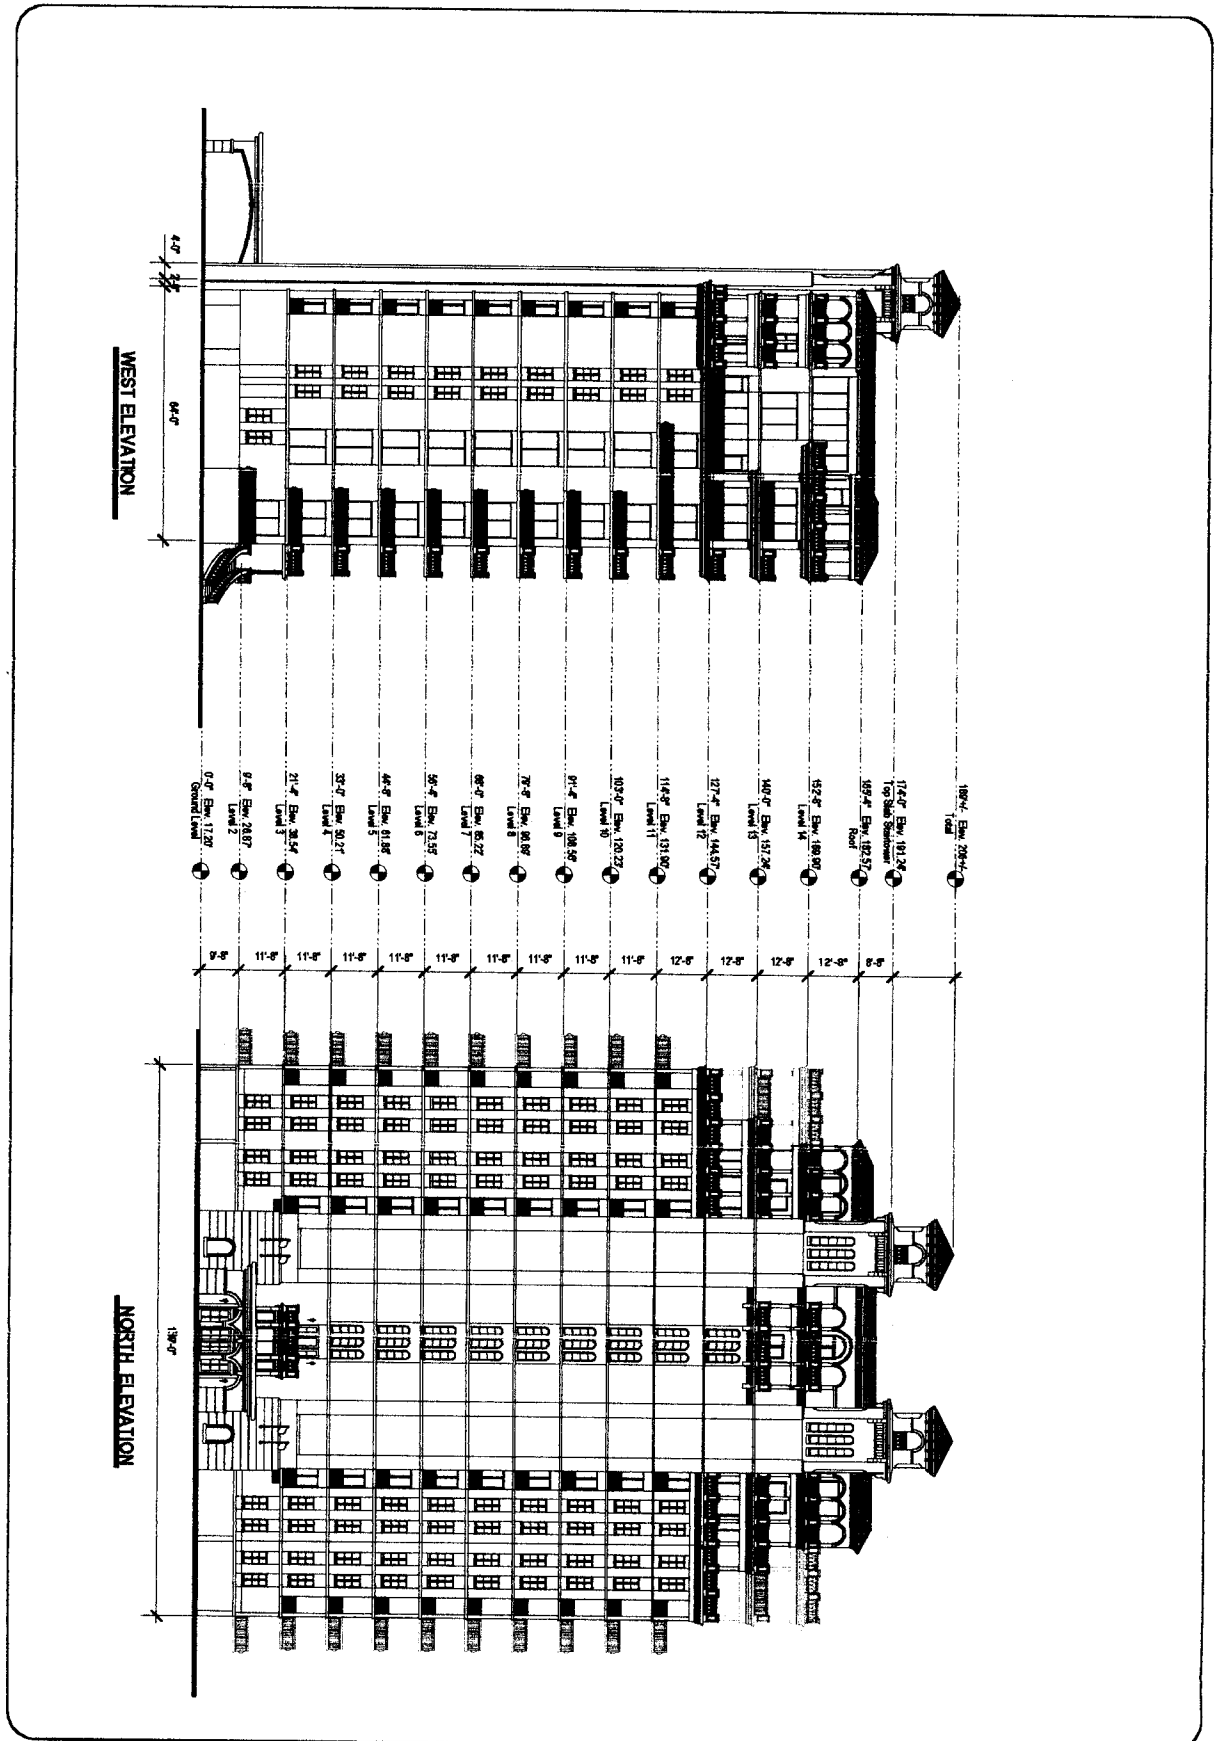 WEST ELEVATION
4'-0"
64'-0"
Total
174'-0" Elev. 191.24'
165'-4" Elev. 182.57'
Roof
152'-8" Elev. 169.90'
Level 14
140'-0" Elev. 157.24'
Level 13
127'-4" Elev. 144.57'
Level 12
114'-8" Elev. 131.90'
Level 11
103'-0" Elev. 120.23'
Level 10
91'-4" Elev. 108.56'
Level 9
79'-8" Elev. 96.89'
Level 8
68'-0" Elev. 85.22'
Level 7
56'-4" Elev. 73.55'
Level 6
44'-8" Elev. 61.88'
Level 5
33'-0" Elev. 50.21'
Level 4
21'-4" Elev. 38.54'
Level 3
9'-8" Elev. 26.87'
Level 2
0'-0" Elev. 17.20'
Ground Level
8'-8"
12'-8"
12'-8"
12'-8"
12'-8"
11'-8"
11'-8"
11'-8"
11'-8"
11'-8"
11'-8"
11'-8"
11'-8"
11'-8"
9'-8"
NORTH ELEVATION